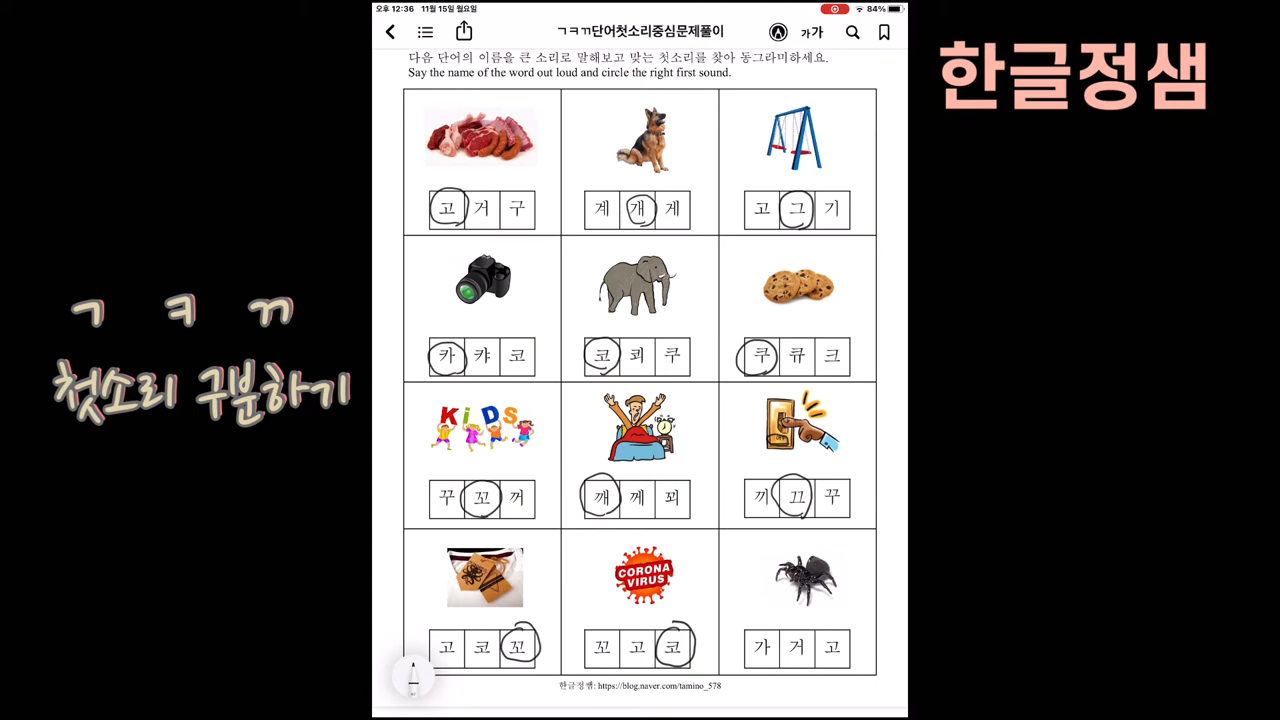 오후 12:36 11월 15일 월요일
84%
ㄱㅋㄲ단어첫소리중심문제풀이
가가
한글정샘
다음 단어의 이름을 큰 소리로 말해보고 맞는 첫소리를 찾아 동그라미하세요.
Say the name of the word out loud and circle the right first sound.
고 거 구
계 개 게
고 그 기
ㄱ ㅋ ㄲ
첫소리 구분하기
카 캬 코
코 쾨 쿠
쿠 큐 크
KiDS
꾸 꼬 꺼
깨 께 꾀
끼 끄 꾸
CORONA
VIRUS
고 코 꼬
꼬 고 코
가 거 고
한글정쌤: https://blog.naver.com/tamino_578